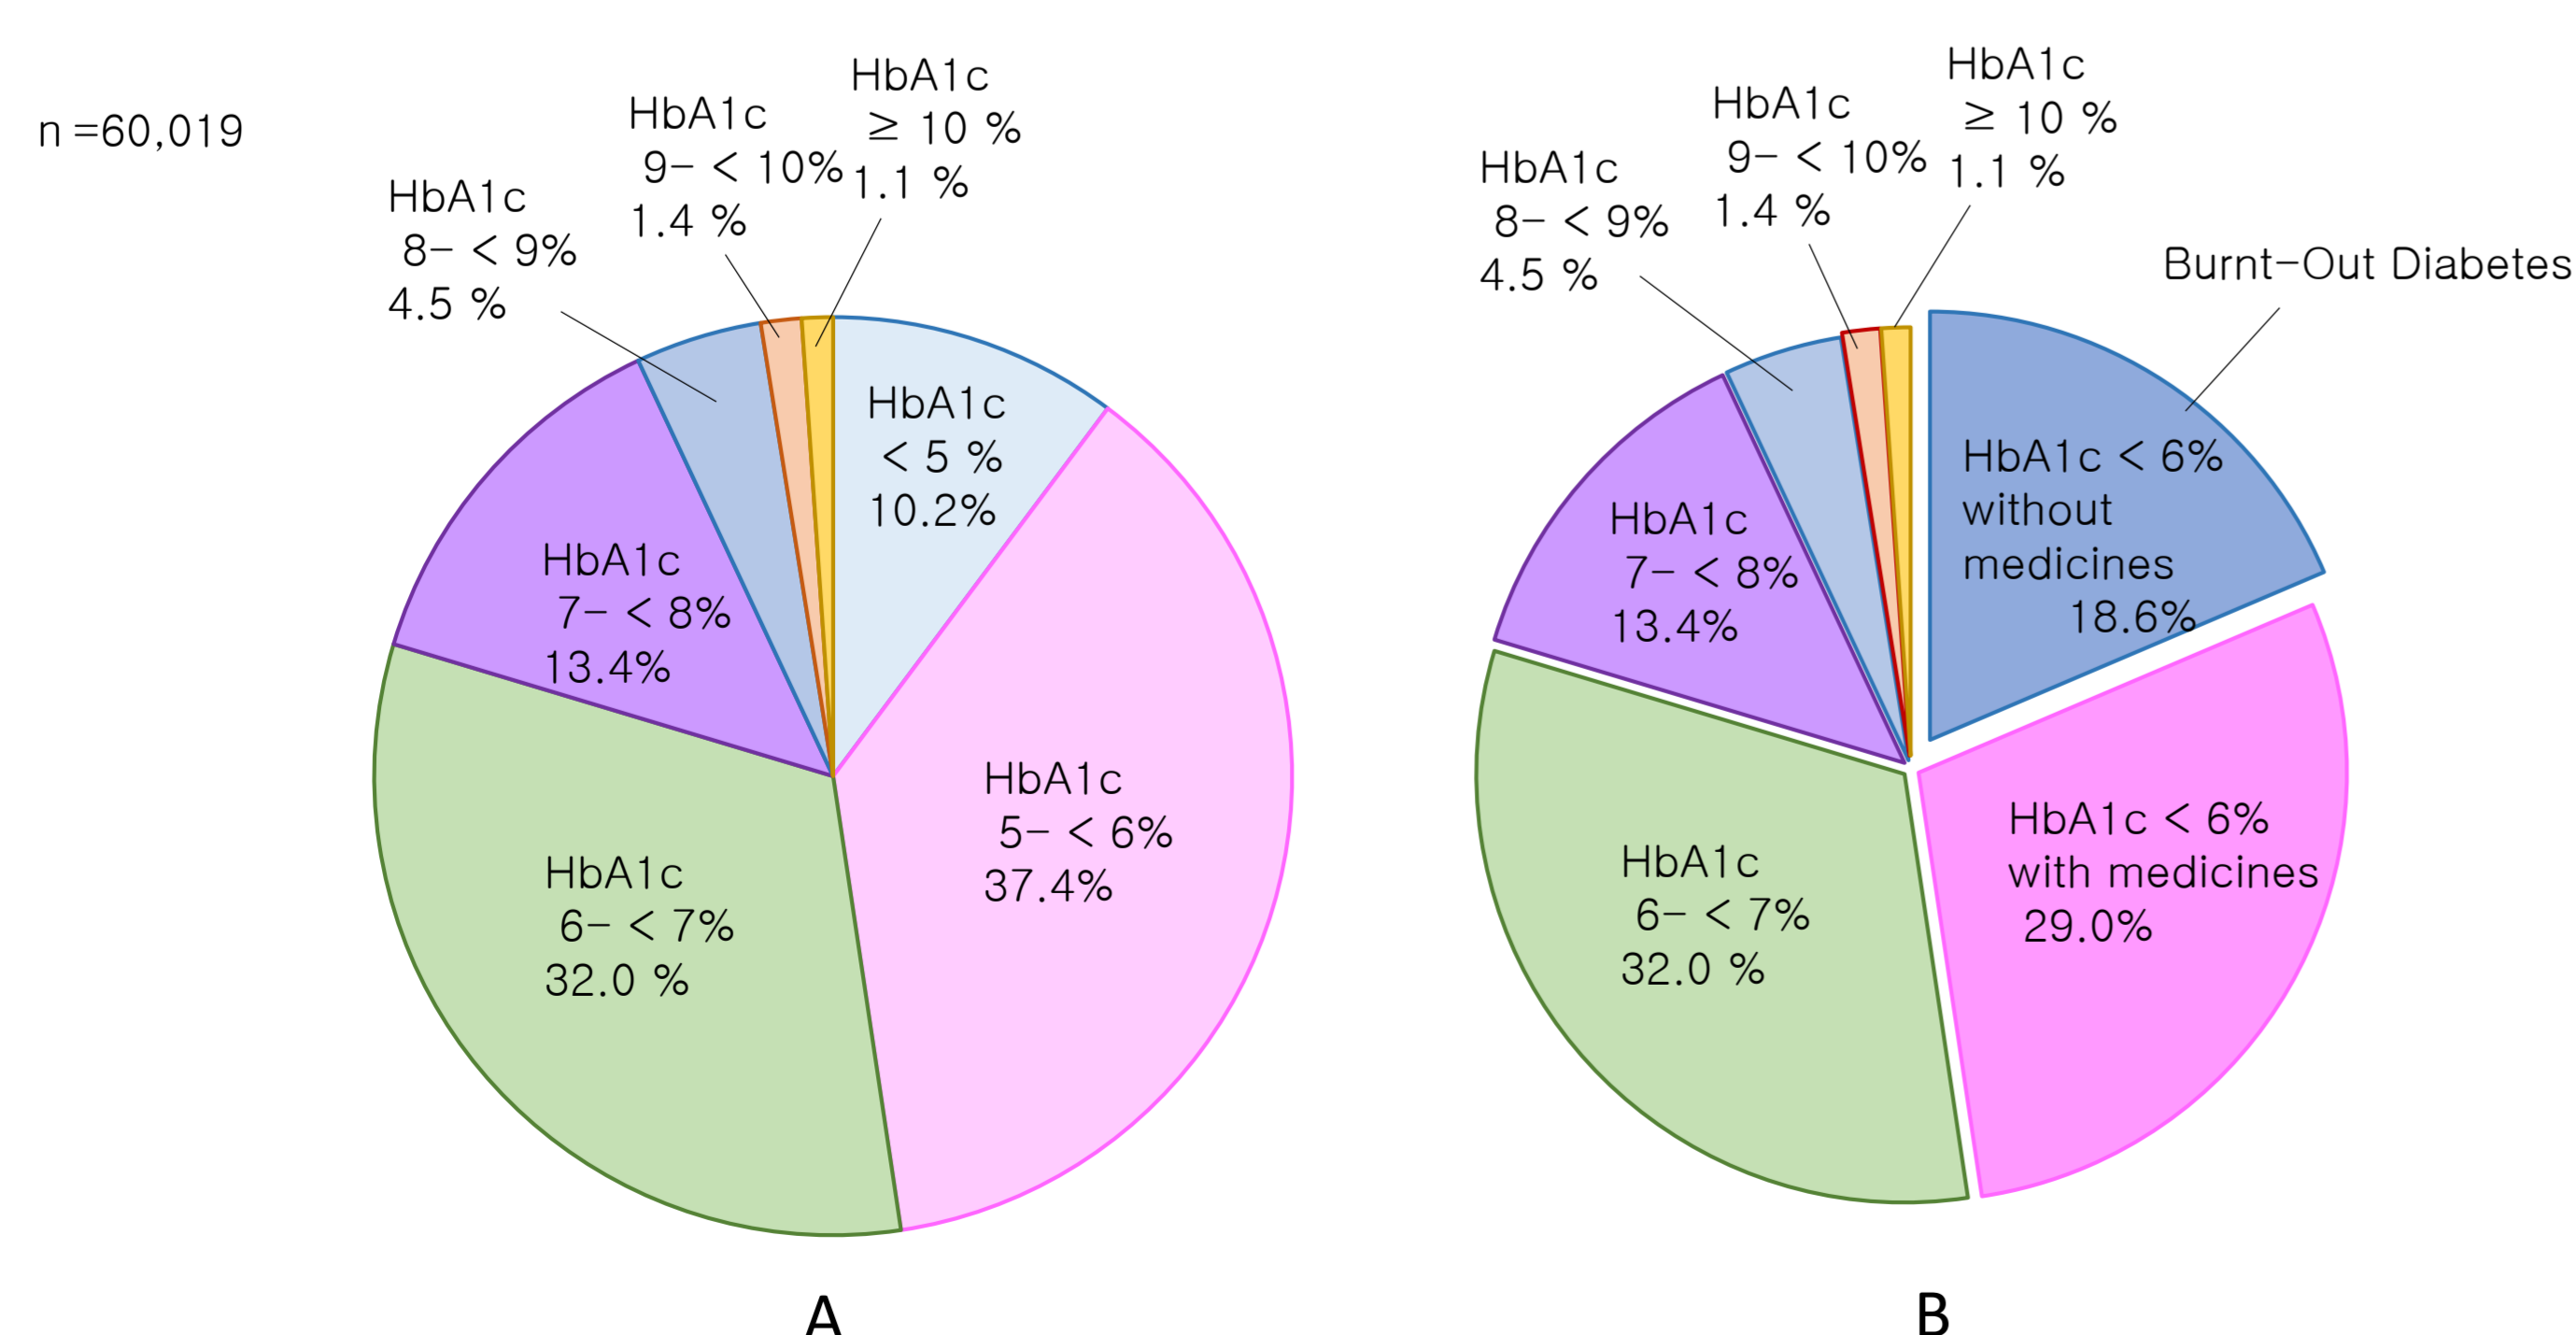 n =60,019
HbA1c
8– < 9%
4.5 %
HbA1c
9– < 10%
1.4 %
HbA1c
≥ 10 %
1.1 %
HbA1c
< 5 %
10.2%
HbA1c
5– < 6%
37.4%
HbA1c
6– < 7%
32.0 %
HbA1c
7– < 8%
13.4%
A
HbA1c
8– < 9%
4.5 %
HbA1c
9– < 10%
1.4 %
HbA1c
≥ 10 %
1.1 %
Burnt–Out Diabetes
HbA1c < 6%
without
medicines
18.6%
HbA1c < 6%
with medicines
29.0%
HbA1c
6– < 7%
32.0 %
HbA1c
7– < 8%
13.4%
B